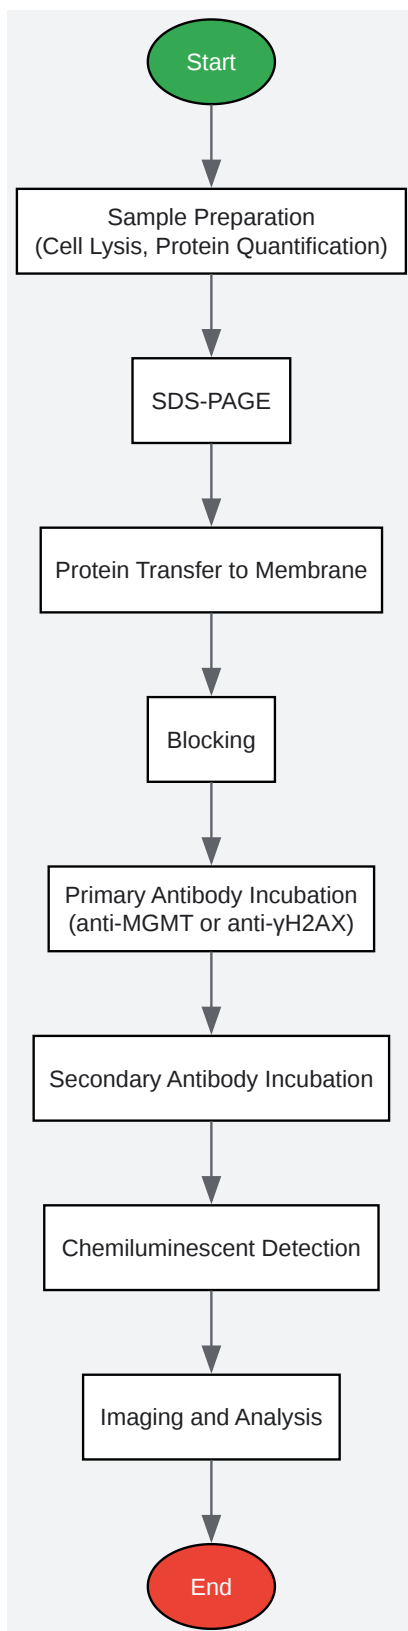 Start
Sample Preparation
(Cell Lysis, Protein Quantification)
SDS-PAGE
Protein Transfer to Membrane
Blocking
Primary Antibody Incubation
(anti-MGMT or anti-γH2AX)
Secondary Antibody Incubation
Chemiluminescent Detection
Imaging and Analysis
End